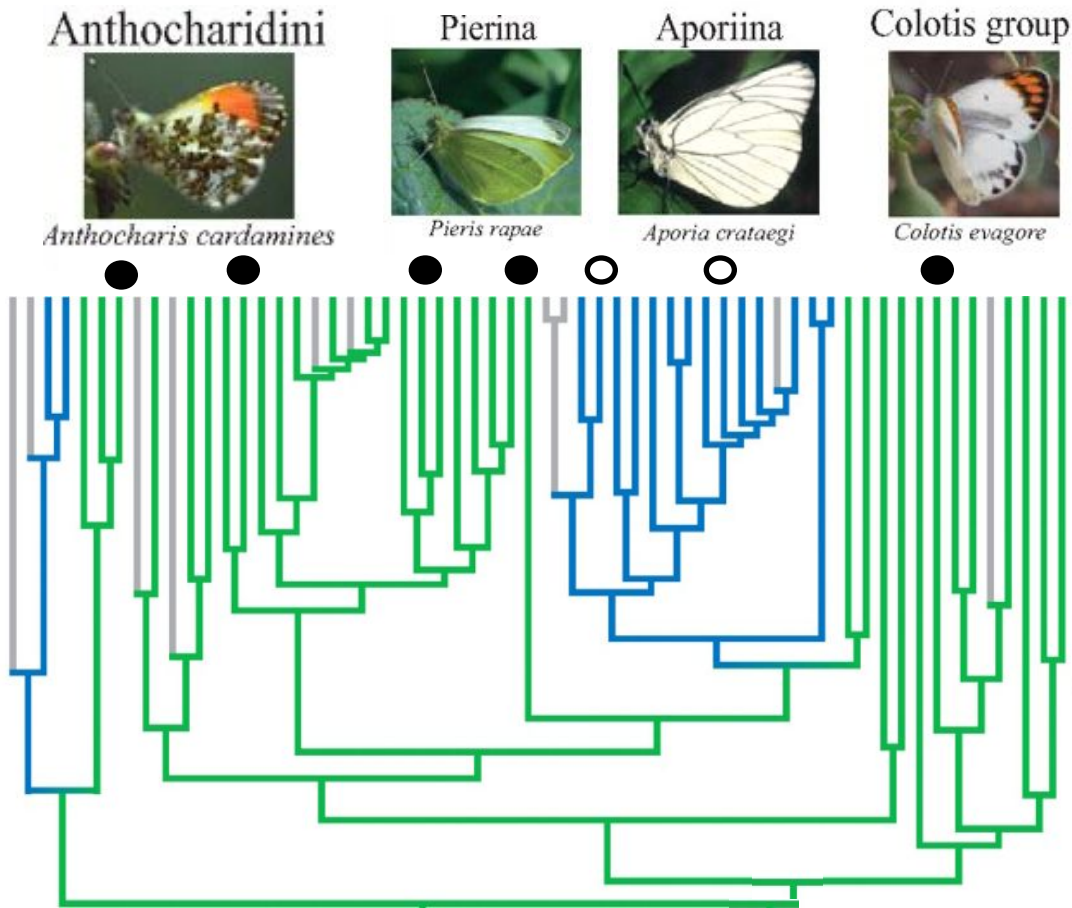 Anthocharidini
Pierina
Aporiina
Colotis group
Anthocharis cardamines
Pieris rapae
Aporia crataegi
Colotis evagore